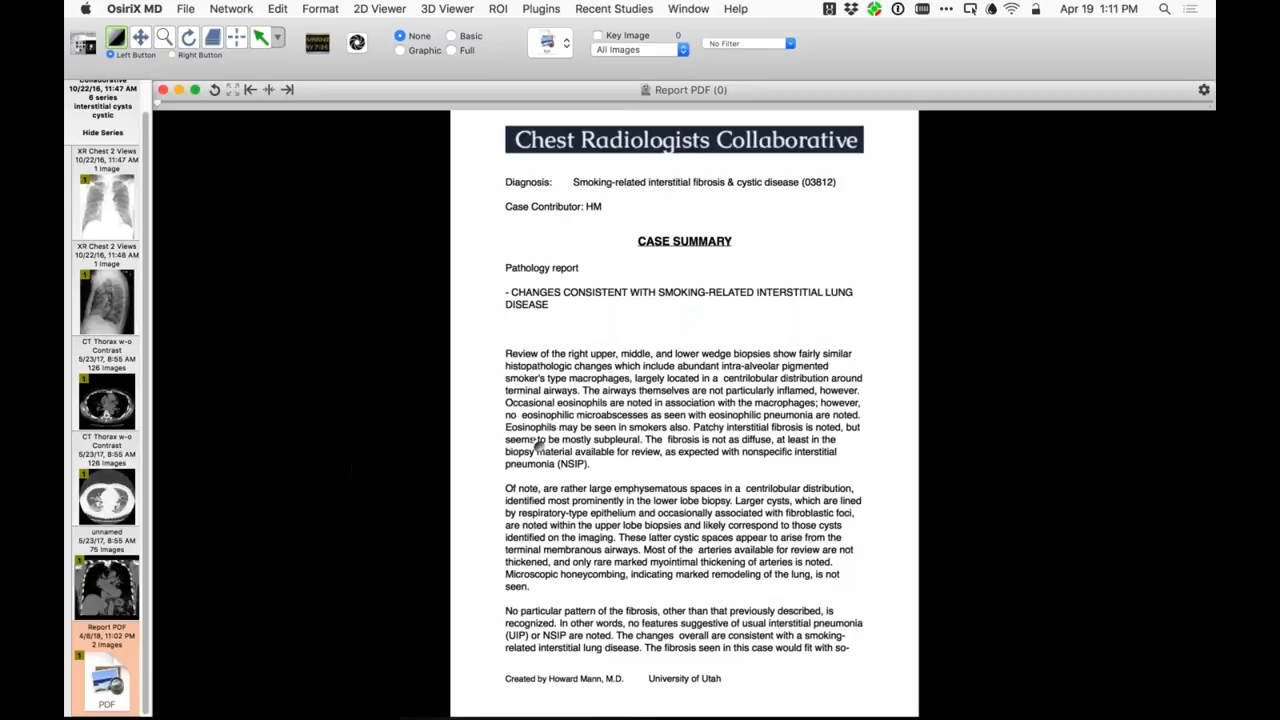 OsiriX MD File Network Edit Format 2D Viewer 3D Viewer ROI Plugins Recent Studies Window Help Apr 19 1:11 PM
None Basic
Graphic Full
Key Image 0
All Images
No Filter
Left Button Right Button
Report PDF (0)
Collaborative
10/22/16, 11:47 AM
6 series
interstitial cysts
cystic
Hide Series
XR Chest 2 Views
10/22/16, 11:47 AM
1 Image
1
XR Chest 2 Views
10/22/16, 11:48 AM
1 Image
1
CT Thorax w-o
Contrast
5/23/17, 8:55 AM
126 Images
1
CT Thorax w-o
Contrast
5/23/17, 8:55 AM
126 Images
1
unnamed
5/23/17, 8:55 AM
75 Images
1
Report PDF
4/8/18, 11:02 PM
2 Images
1
PDF
Chest Radiologists Collaborative
Diagnosis: Smoking-related interstitial fibrosis & cystic disease (03812)
Case Contributor: HM
CASE SUMMARY
Pathology report
- CHANGES CONSISTENT WITH SMOKING-RELATED INTERSTITIAL LUNG
DISEASE
Review of the right upper, middle, and lower wedge biopsies show fairly similar
histopathologic changes which include abundant intra-alveolar pigmented
smoker's type macrophages, largely located in a centrilobular distribution around
terminal airways. The airways themselves are not particularly inflamed, however.
Occasional eosinophils are noted in association with the macrophages; however,
no eosinophilic microabscesses as seen with eosinophilic pneumonia are noted.
Eosinophils may be seen in smokers also. Patchy interstitial fibrosis is noted, but
seems to be mostly subpleural. The fibrosis is not as diffuse, at least in the
biopsy material available for review, as expected with nonspecific interstitial
pneumonia (NSIP).
Of note, are rather large emphysematous spaces in a centrilobular distribution,
identified most prominently in the lower lobe biopsy. Larger cysts, which are lined
by respiratory-type epithelium and occasionally associated with fibroblastic foci,
are noted within the upper lobe biopsies and likely correspond to those cysts
identified on the imaging. These latter cystic spaces appear to arise from the
terminal membranous airways. Most of the arteries available for review are not
thickened, and only rare marked myointimal thickening of arteries is noted.
Microscopic honeycombing, indicating marked remodeling of the lung, is not
seen.
No particular pattern of the fibrosis, other than that previously described, is
recognized. In other words, no features suggestive of usual interstitial pneumonia
(UIP) or NSIP are noted. The changes overall are consistent with a smoking-
related interstitial lung disease. The fibrosis seen in this case would fit with so-
Created by Howard Mann, M.D. University of Utah